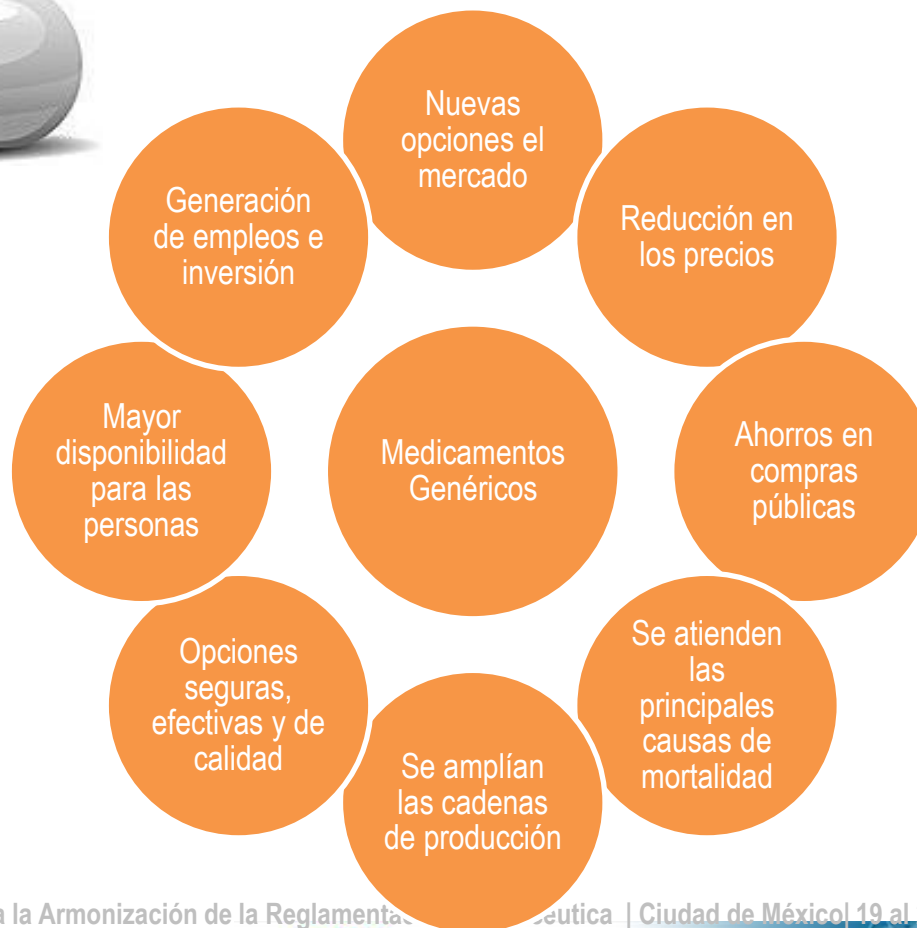 Nuevas
opciones el
mercado
Reducción en
los precios
Ahorros en
compras
públicas
Se atienden
las
principales
causas de
mortalidad
Se amplían
las cadenas
de producción
Opciones
seguras,
efectivas y de
calidad
Mayor
disponibilidad
para las
personas
Generación
de empleos e
inversión
Medicamentos
Genéricos
la Armonización de la | Ciudad de México| 19 al